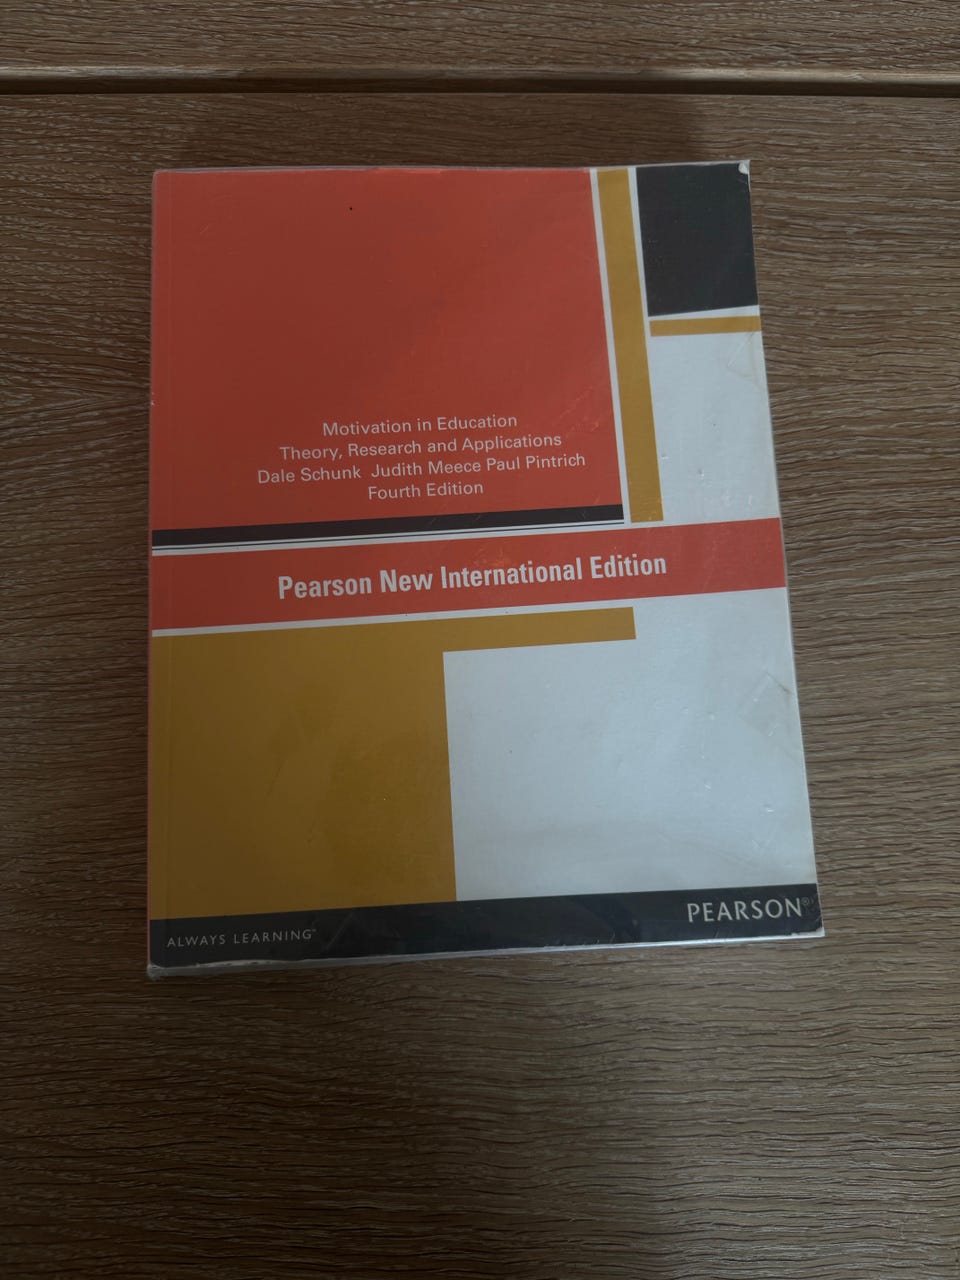 Motivation in Education
Theory, Research and Applications
Dale Schunk Judith Meece Paul Pintrich
Fourth Edition
Pearson New International Edition
ALWAYS LEARNING™
PEARSON®